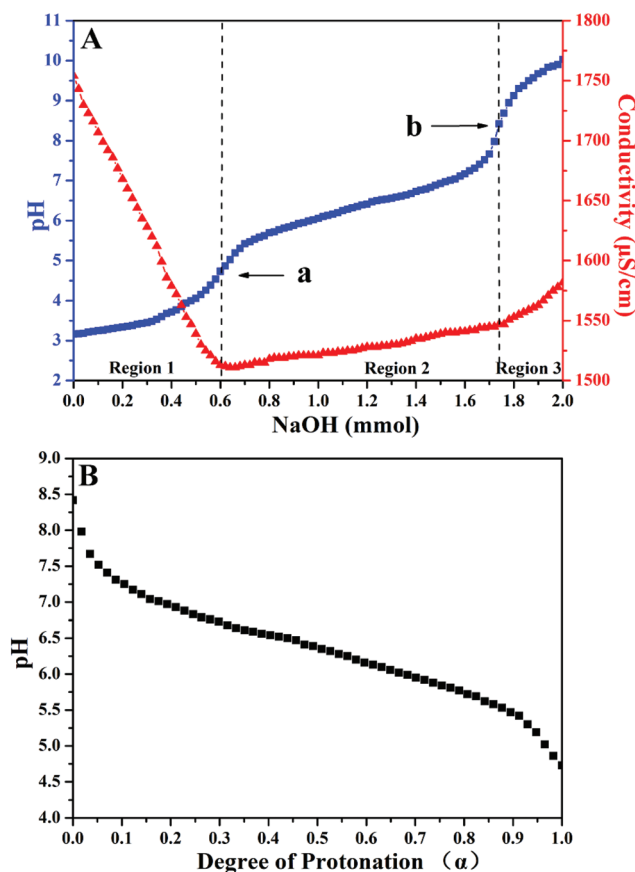 A
11
10
9
8
7
6
5
4
3
2
pH
1800
1750
1700
1650
1600
1550
1500
Conductivity (μS/cm)
b
a
Region 1
Region 2
Region 3
0.0 0.2 0.4 0.6 0.8 1.0 1.2 1.4 1.6 1.8 2.0
NaOH (mmol)
B
9.0
8.5
8.0
7.5
7.0
6.5
6.0
5.5
5.0
4.5
4.0
pH
0.0 0.1 0.2 0.3 0.4 0.5 0.6 0.7 0.8 0.9 1.0
Degree of Protonation （α）